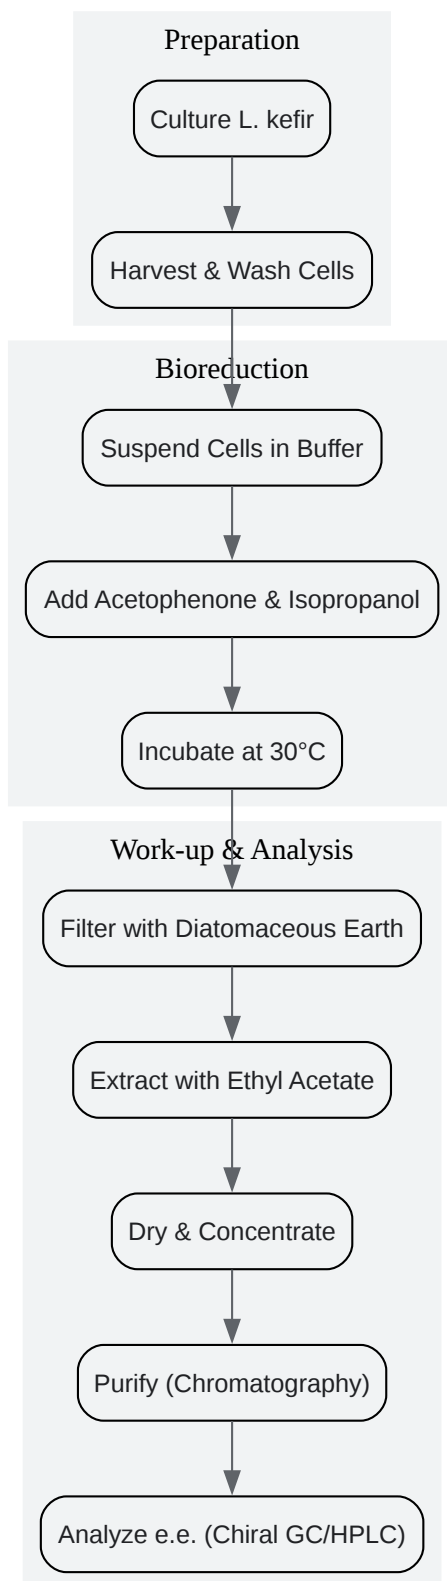 Preparation
Culture L. kefir
Harvest & Wash Cells
Bioreduction
Suspend Cells in Buffer
Add Acetophenone & Isopropanol
Incubate at 30°C
Work-up & Analysis
Filter with Diatomaceous Earth
Extract with Ethyl Acetate
Dry & Concentrate
Purify (Chromatography)
Analyze e.e. (Chiral GC/HPLC)